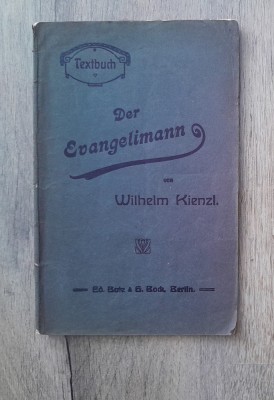 Textbuch
Der
Evangelimann
von
Wilhelm Kienzl.
Ed. Bote & G. Bock, Berlin.